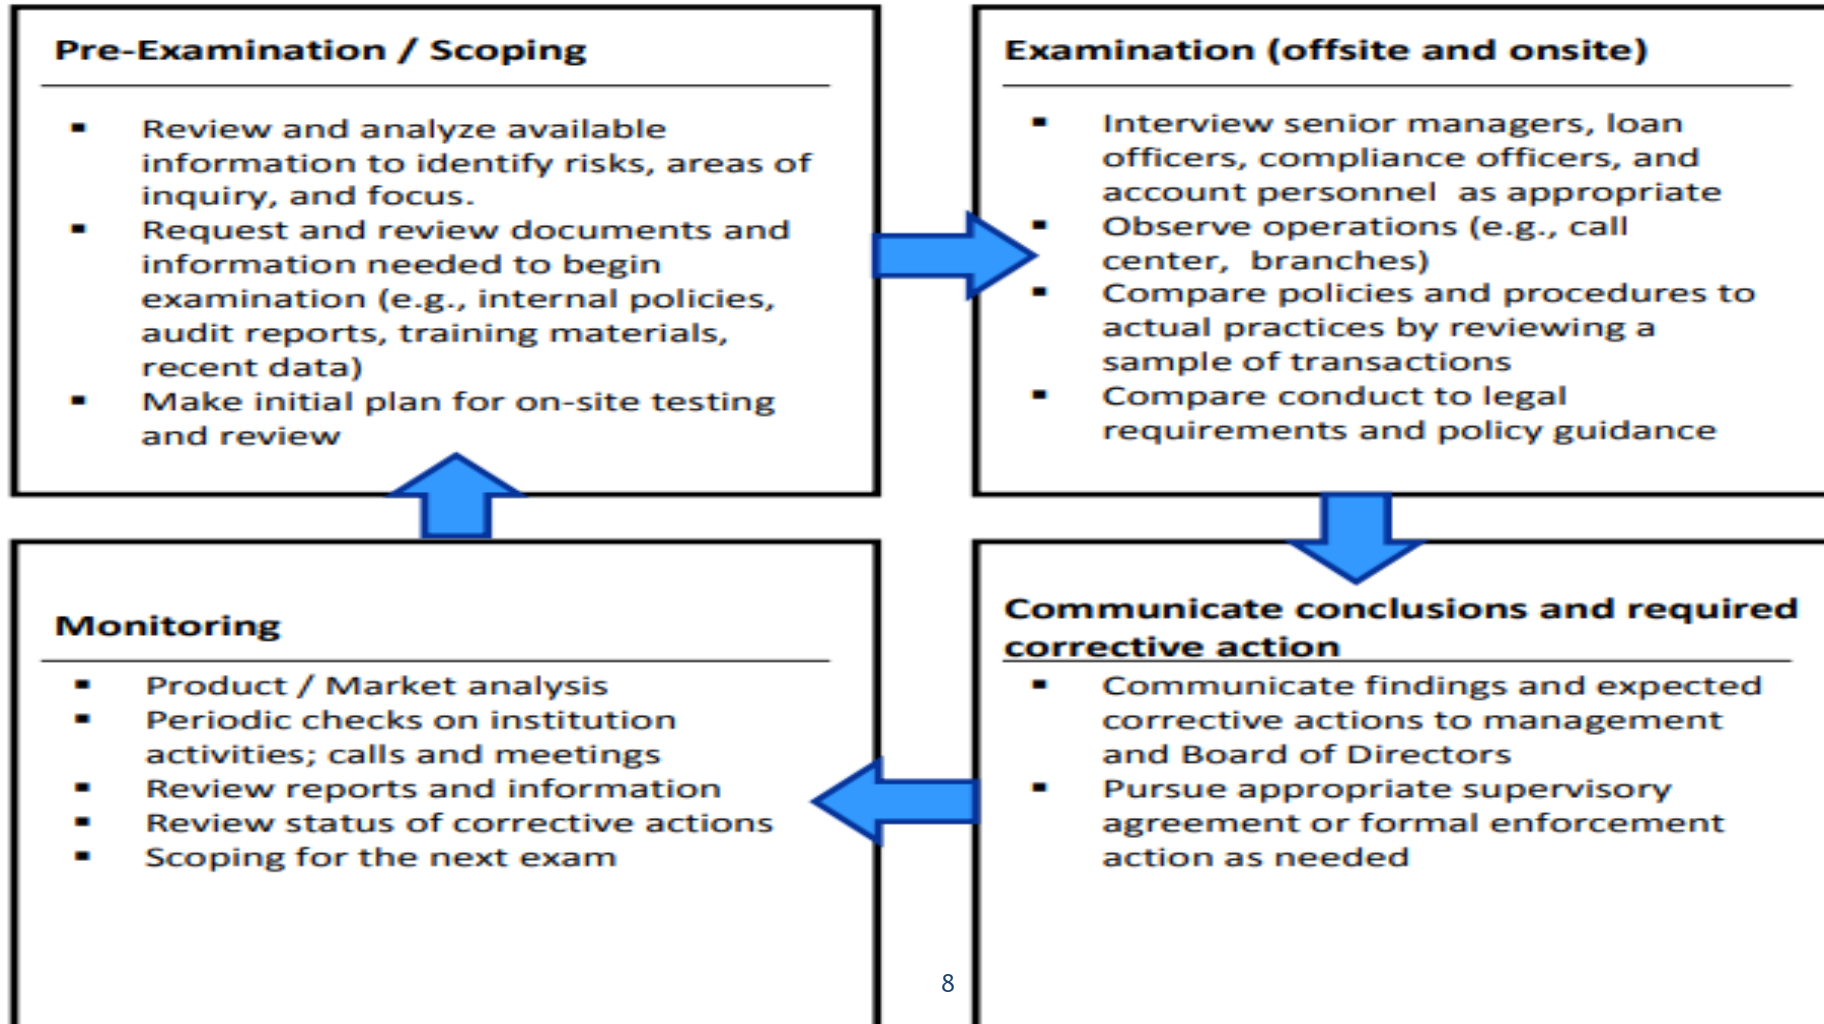 Pre-Examination / Scoping
▪ Review and analyze available
information to identify risks, areas of
inquiry, and focus.
▪ Request and review documents and
information needed to begin
examination (e.g., internal policies,
audit reports, training materials,
recent data)
▪ Make initial plan for on-site testing
and review
Examination (offsite and onsite)
▪ Interview senior managers, loan
officers, compliance officers, and
account personnel  as appropriate
▪ Observe operations (e.g., call
center,  branches)
▪ Compare policies and procedures to
actual practices by reviewing a
sample of transactions
▪ Compare conduct to legal
requirements and policy guidance
Communicate conclusions and required
corrective action
▪ Communicate findings and expected
corrective actions to management
and Board of Directors
▪ Pursue appropriate supervisory
agreement or formal enforcement
action as needed
Monitoring
▪ Product / Market analysis
▪ Periodic checks on institution
activities; calls and meetings
▪ Review reports and information
▪ Review status of corrective actions
▪ Scoping for the next exam
8